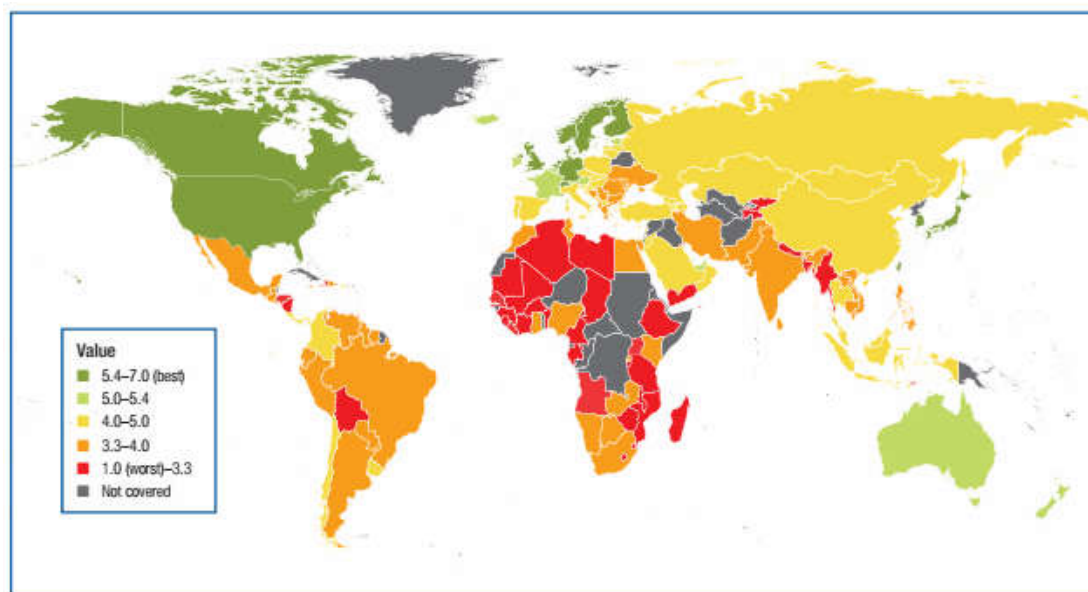 Value
5.4–7.0 (best)
5.0–5.4
4.0–5.0
3.3–4.0
1.0 (worst)–3.3
Not covered